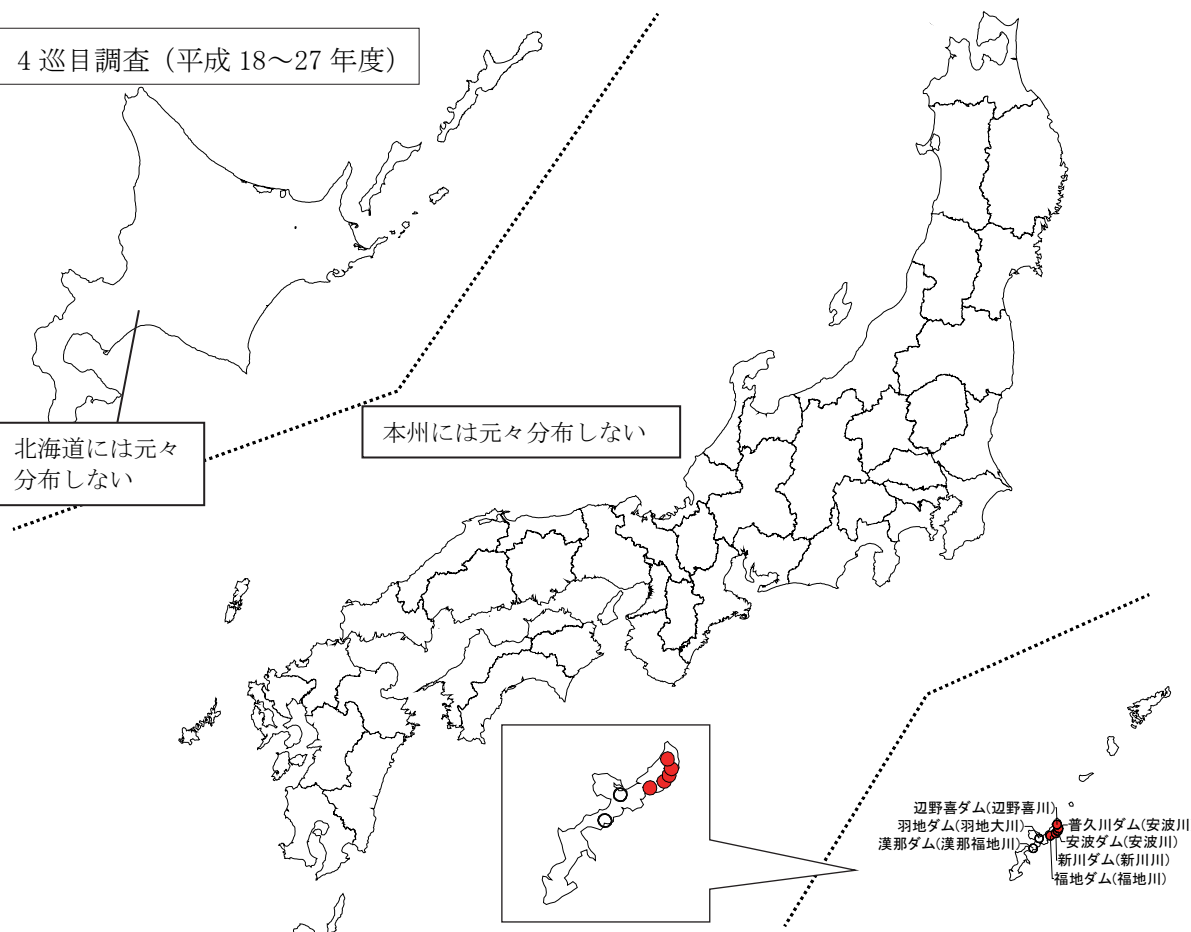 4 巡目調査（平成 18～27 年度）
北海道には元々
分布しない
本州には元々分布しない
辺野喜ダム(辺野喜川)
羽地ダム(羽地大川)
漢那ダム(漢那福地川)
普久川ダム(安波川
安波ダム(安波川)
新川ダム(新川川)
福地ダム(福地川)